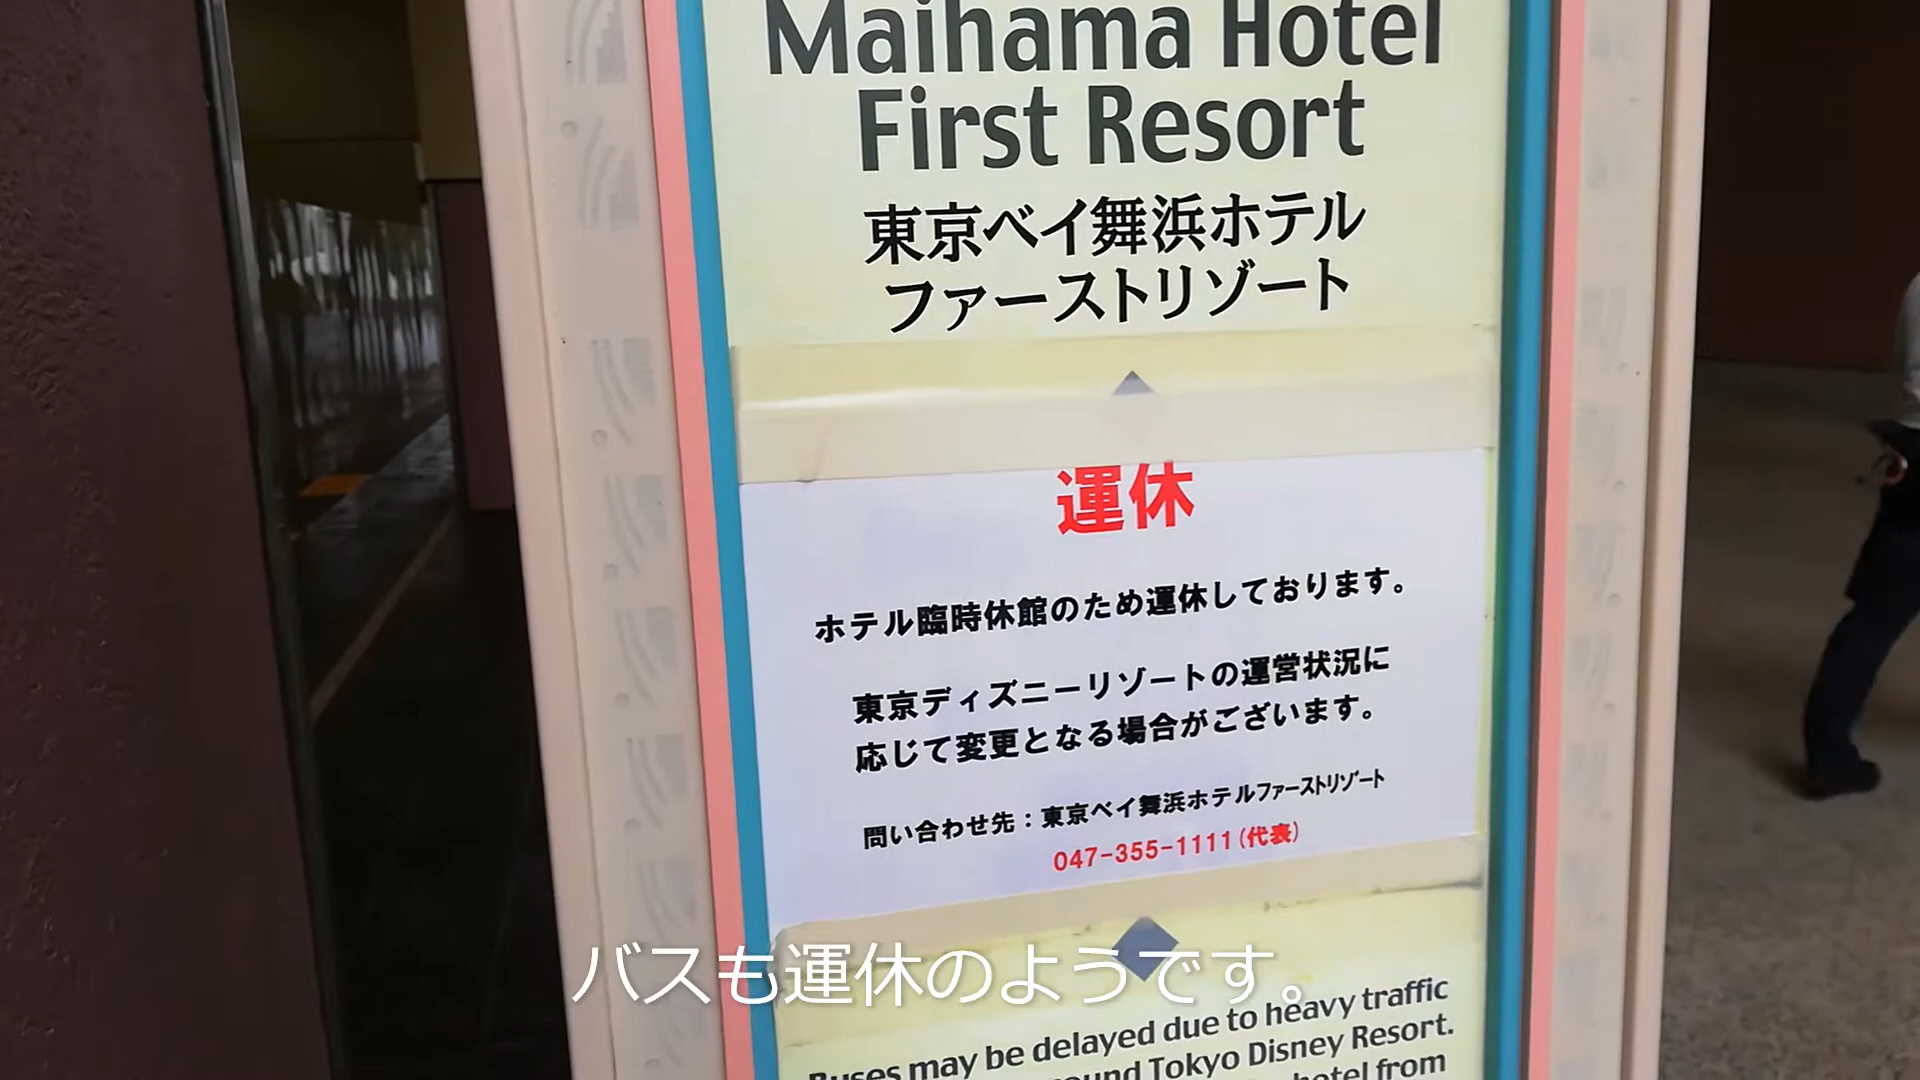 Maihama Hotel
First Resort
東京ベイ舞浜ホテル
ファーストリゾート
運休
ホテル臨時休館のため運休しております。
東京ディズニーリゾートの運営状況に
応じて変更となる場合がございます。
問い合わせ先：東京ベイ舞浜ホテルファーストリゾート
047-355-1111(代表)
バスも運休のようです。
Buses may be delayed due to heavy traffic
around Tokyo Disney Resort.
hotel from